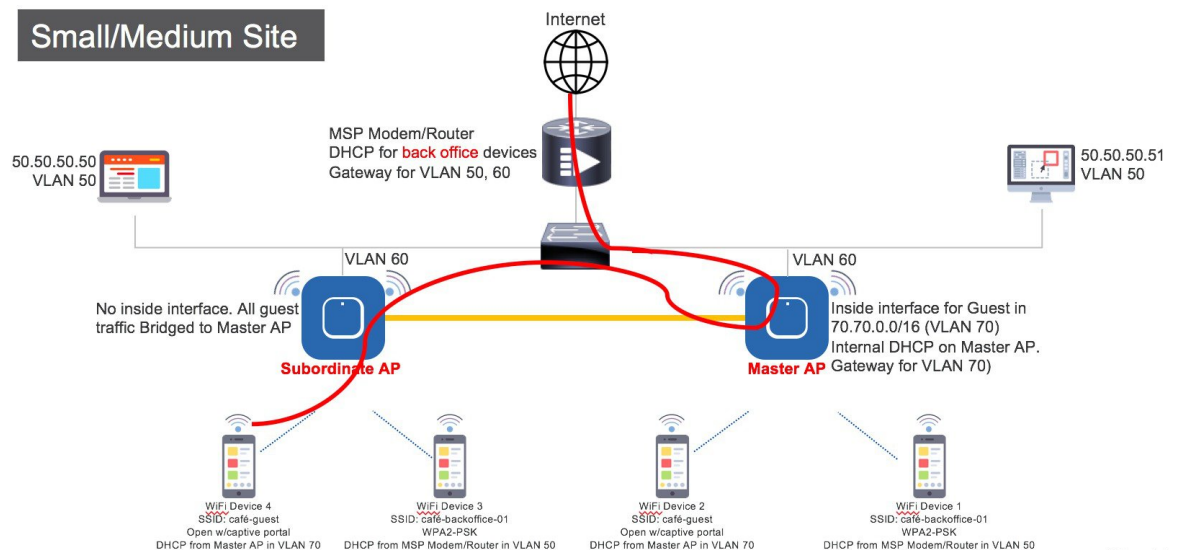 Small/Medium Site
Internet
MSP Modem/Router
DHCP for back office devices
Gateway for VLAN 50, 60
50.50.50.50
VLAN 50
50.50.50.51
VLAN 50
VLAN 60
VLAN 60
No inside interface. All guest
traffic Bridged to Master AP
Subordinate AP
Inside interface for Guest in
70.70.0.0/16 (VLAN 70)
Internal DHCP on Master AP.
Gateway for VLAN 70)
Master AP
WiFi Device 4
SSID: café-guest
Open w/captive portal
DHCP from Master AP in VLAN 70
WiFi Device 3
SSID: café-backoffice-01
WPA2-PSK
DHCP from MSP Modem/Router in VLAN 50
WiFi Device 2
SSID: café-guest
Open w/captive portal
DHCP from Master AP in VLAN 70
WiFi Device 1
SSID: café-backoffice-01
WPA2-PSK
DHCP from MSP Modem/Router in VLAN 50